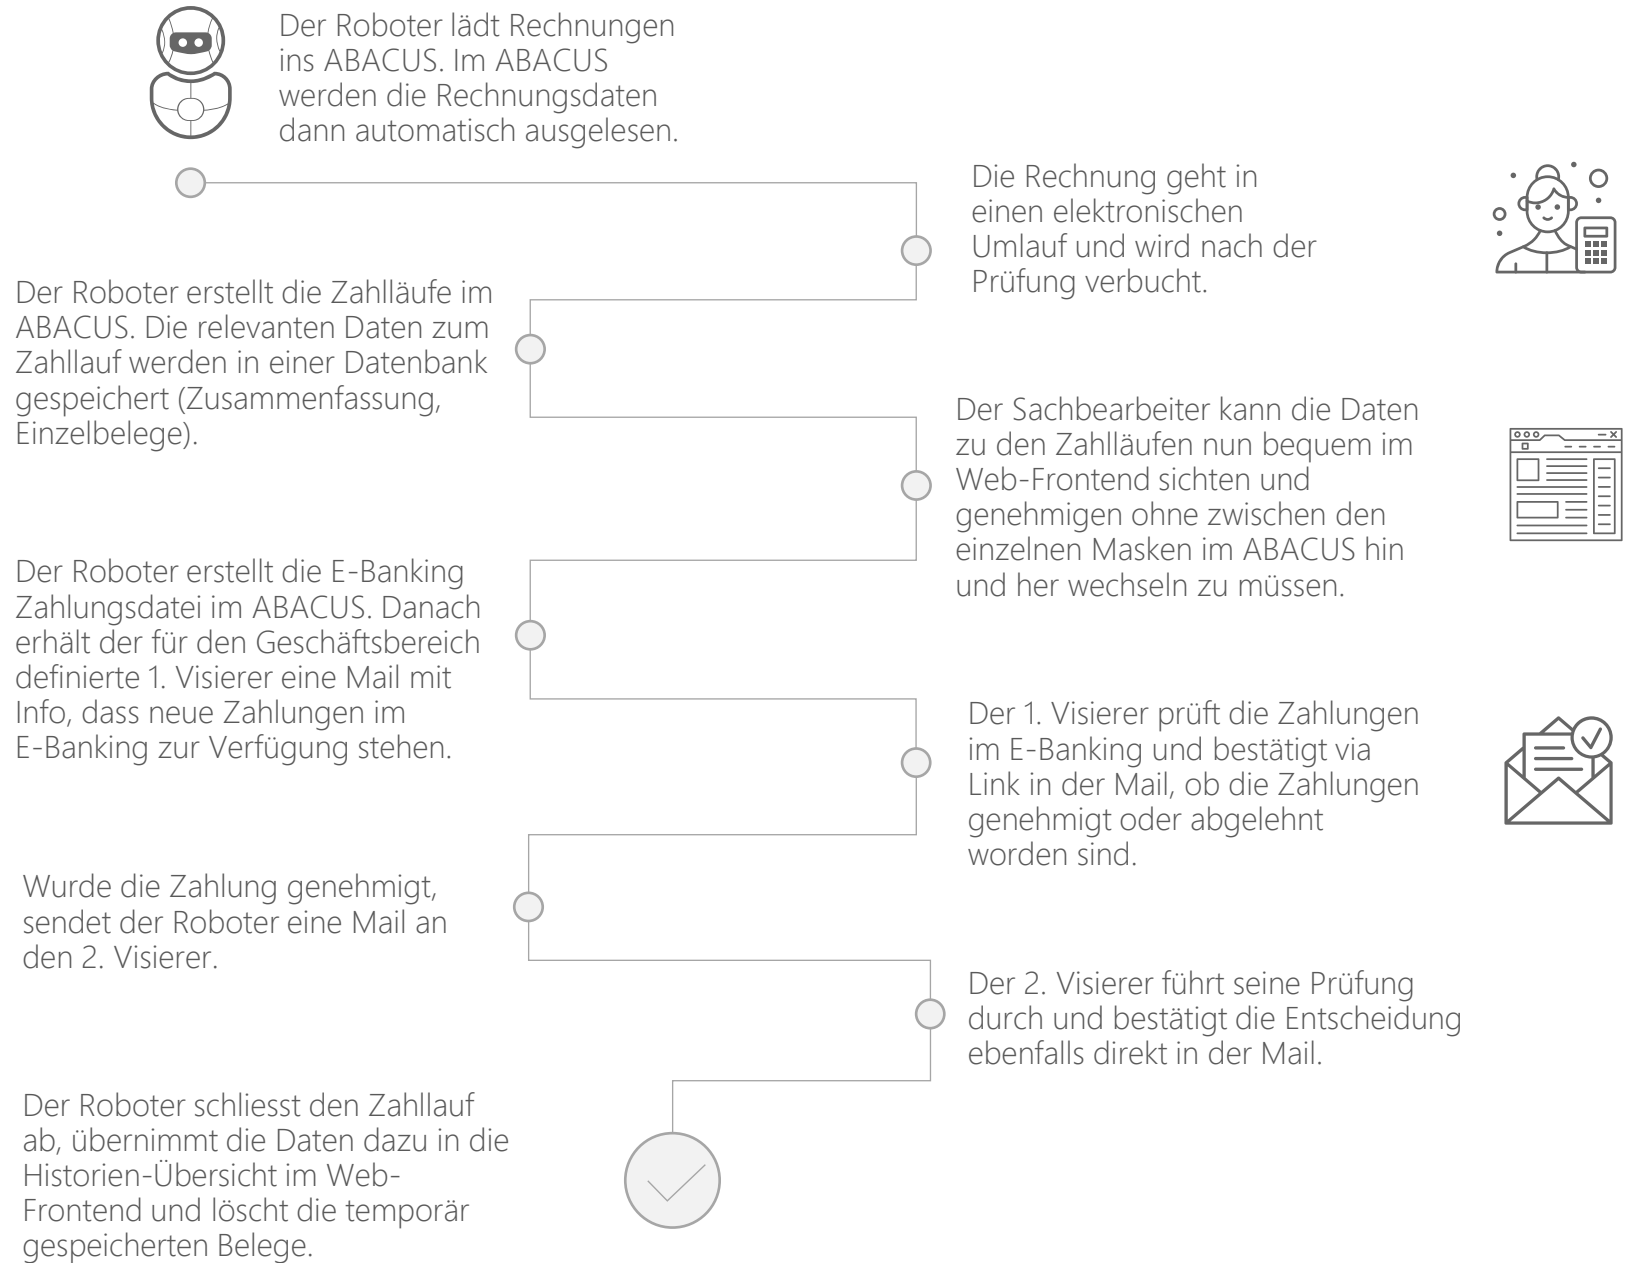 Der Roboter lädt Rechnungen
ins ABACUS. Im ABACUS
werden die Rechnungsdaten
dann automatisch ausgelesen.
Die Rechnung geht in
einen elektronischen
Umlauf und wird nach der
Prüfung verbucht.
Der Roboter erstellt die Zahlläufe im
ABACUS. Die relevanten Daten zum
Zahllauf werden in einer Datenbank
gespeichert (Zusammenfassung,
Einzelbelege).
Der Sachbearbeiter kann die Daten
zu den Zahlläufen nun bequem im
Web-Frontend sichten und
genehmigen ohne zwischen den
einzelnen Masken im ABACUS hin
und her wechseln zu müssen.
Der Roboter erstellt die E-Banking
Zahlungsdatei im ABACUS. Danach
erhält der für den Geschäftsbereich
definierte 1. Visierer eine Mail mit
Info, dass neue Zahlungen im
E-Banking zur Verfügung stehen.
Der 1. Visierer prüft die Zahlungen
im E-Banking und bestätigt via
Link in der Mail, ob die Zahlungen
genehmigt oder abgelehnt
worden sind.
Wurde die Zahlung genehmigt,
sendet der Roboter eine Mail an
den 2. Visierer.
Der 2. Visierer führt seine Prüfung
durch und bestätigt die Entscheidung
ebenfalls direkt in der Mail.
Der Roboter schliesst den Zahllauf
ab, übernimmt die Daten dazu in die
Historien-Übersicht im Web-
Frontend und löscht die temporär
gespeicherten Belege.